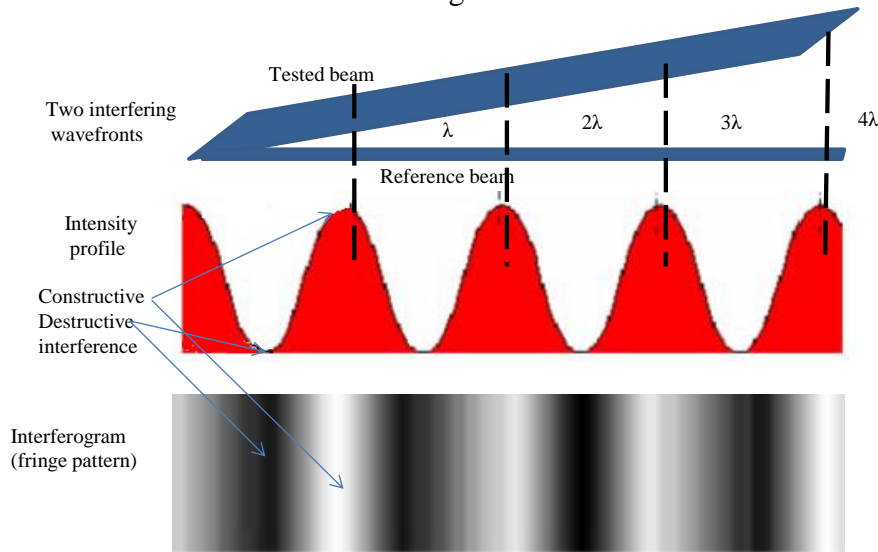 Tested beam
Two interfering
wavefronts
λ
2λ
3λ
4λ
Reference beam
Intensity
profile
Constructive
Destructive
interference
Interferogram
(fringe pattern)